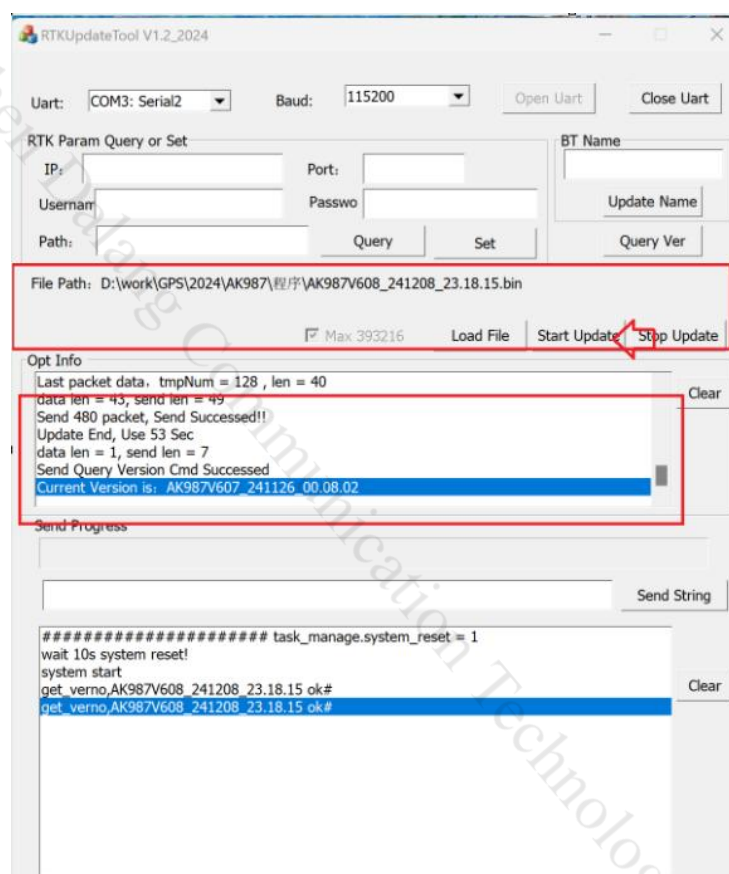 RTKUpdateTool V1.2_2024
Uart: COM3: Serial2 Baud: 115200 Open Uart Close Uart
RTK Param Query or Set BT Name
IP: Port:
Usernam Passwo Update Name
Path: Query Set Query Ver
File Path: D:\work\GPS\2024\AK987\程序\AK987V608_241208_23.18.15.bin
Max 393216 Load File Start Update Stop Update
Opt Info
Last packet data, tmpNum = 128 , len = 40
Clear
data len = 43, send len = 49
Send 480 packet, Send Successed!!
Update End, Use 53 Sec
data len = 1, send len = 7
Send Query Version Cmd Successed
Current Version is: AK987V607_241126_00.08.02
Send Progress
Send String
###################### task_manage.system_reset = 1
wait 10s system reset!
system start
get_verno,AK987V608_241208_23.18.15 ok#
Clear
get_verno,AK987V608_241208_23.18.15 ok#
Dalang Communication